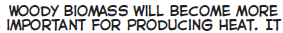 WOODY BIOMASS WILL BECOME MORE
IMPORTANT FOR PRODUCING HEAT. IT